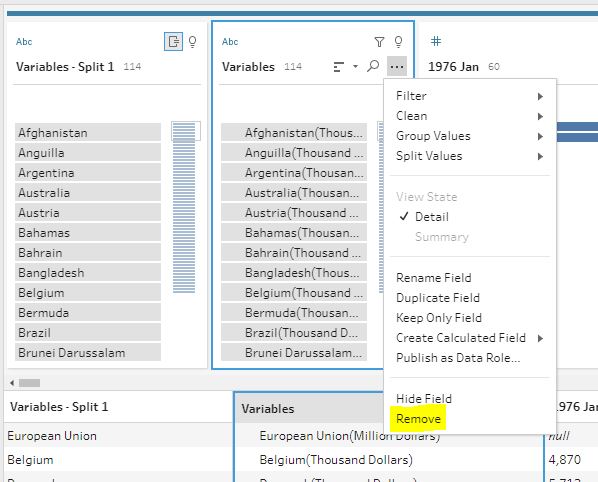 Abc
Variables - Split 1 114
Afghanistan
Anguilla
Argentina
Australia
Austria
Bahamas
Bahrain
Bangladesh
Belgium
Bermuda
Brazil
Brunei Darussalam
Abc
Variables 114
Afghanistan(Thous...
Anguilla(Thousand ...
Argentina(Thousan...
Australia(Thousan...
Austria(Thousand ...
Bahamas(Thousan...
Bahrain(Thousand ...
Bangladesh(Thous...
Belgium(Thousand ...
Bermuda(Thousan...
Brazil(Thousand D...
Brunei Darussalam...
#
1976 Jan 60
Filter
Clean
Group Values
Split Values
View State
✓ Detail
Summary
Rename Field
Duplicate Field
Keep Only Field
Create Calculated Field
Publish as Data Role...
Hide Field
Remove
Variables - Split 1 Variables 1976 Jan
European Union European Union(Million Dollars) null
Belgium Belgium(Thousand Dollars) 4,870